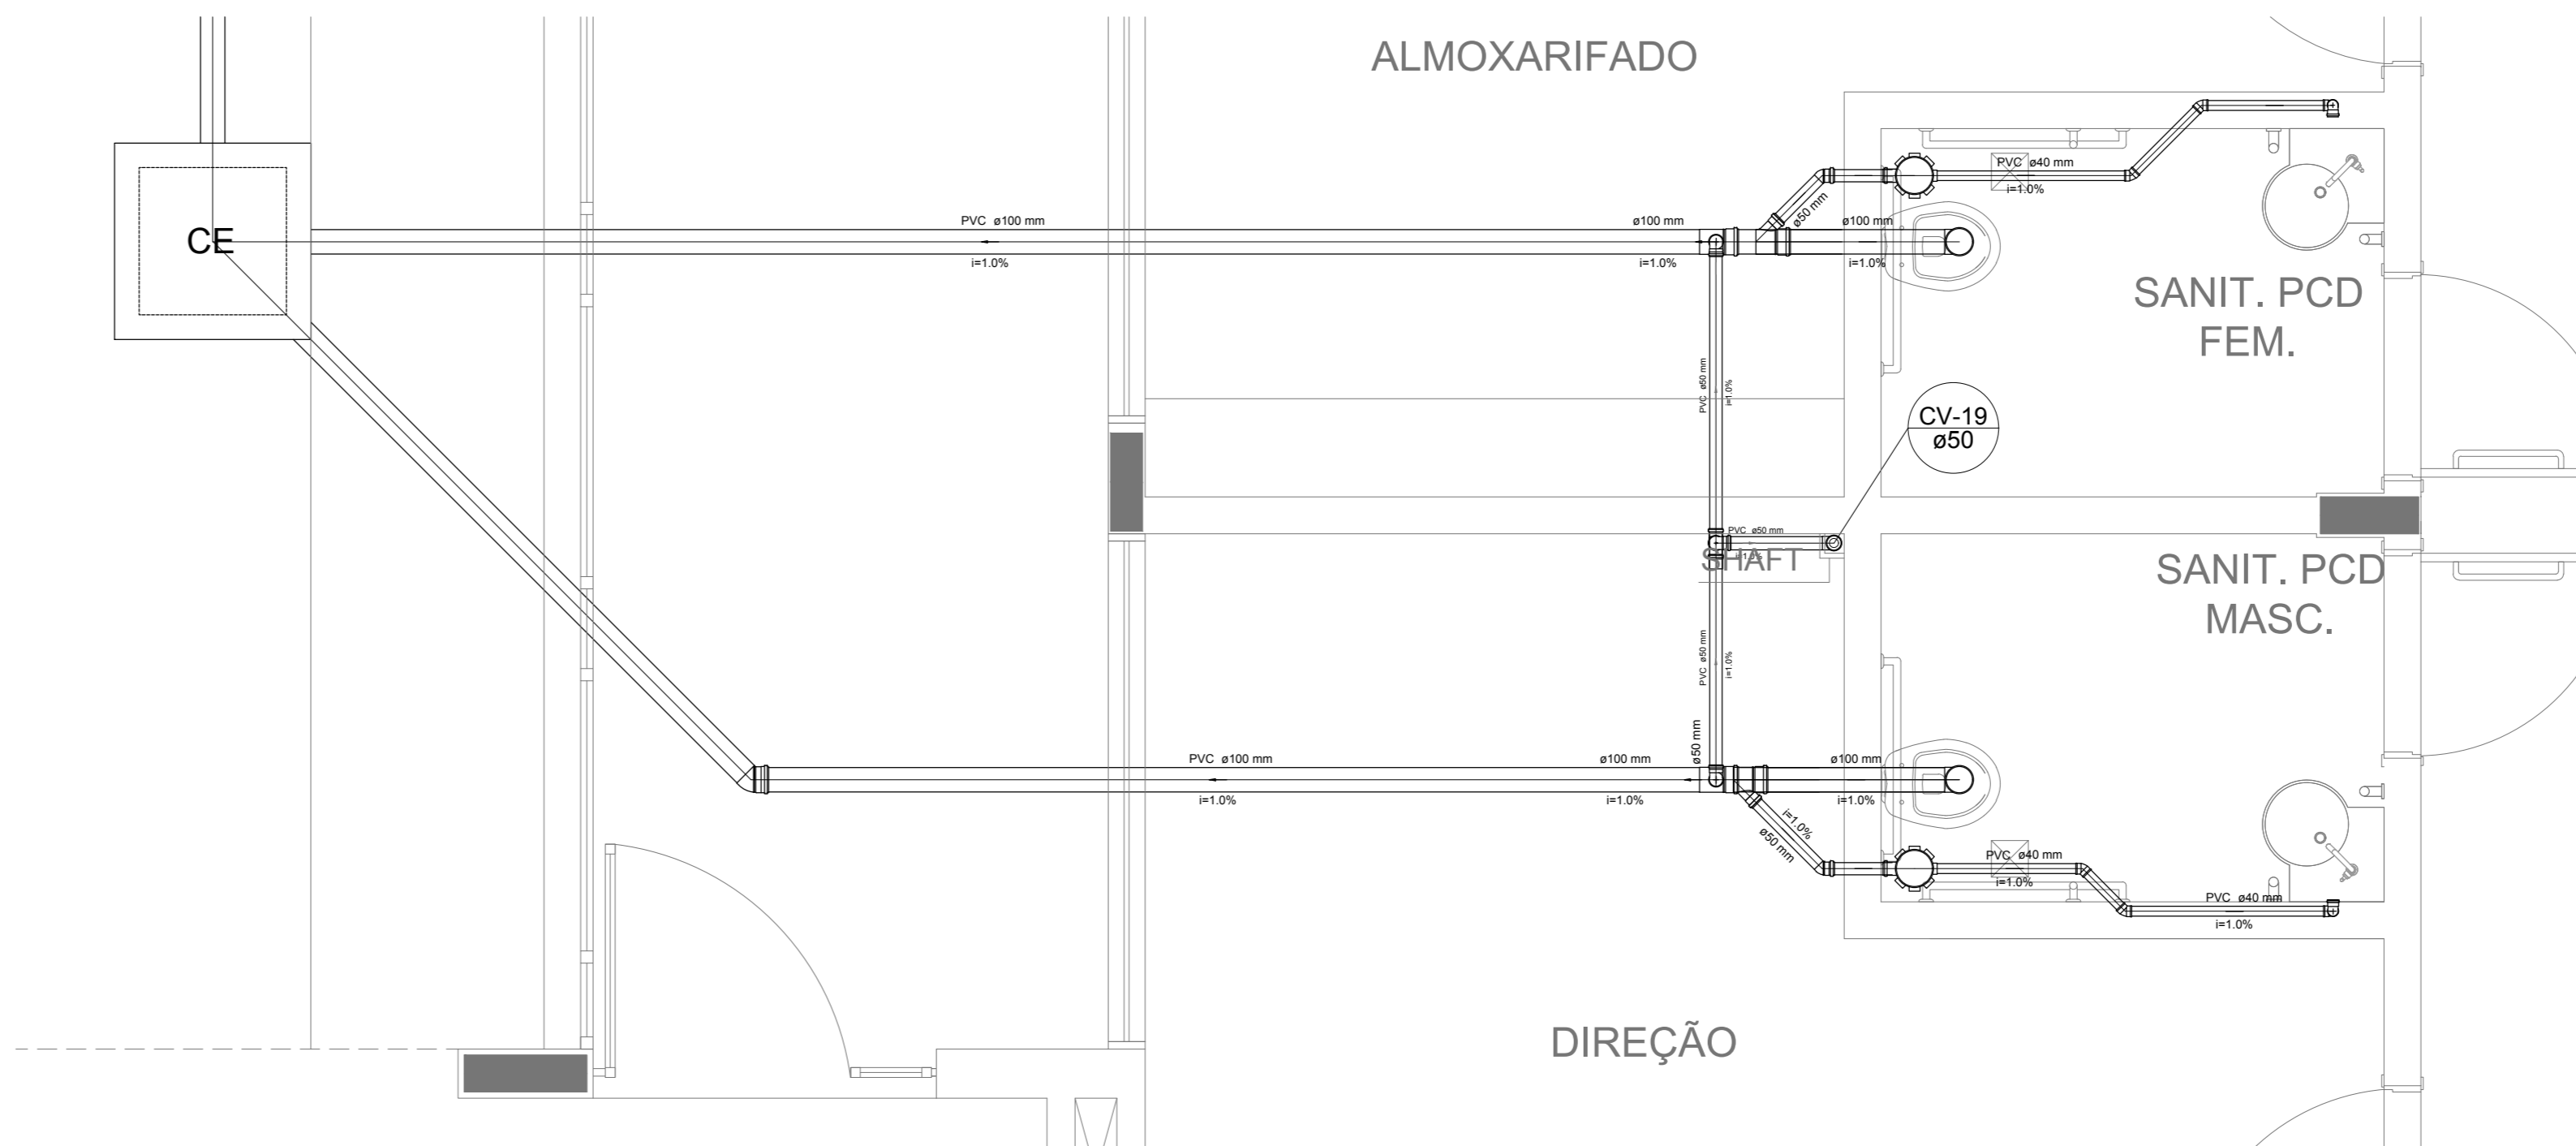 ALMOXARIFADO
PVC ø40 mm
i=1.0%
ø50 mm
PVC ø100 mm
ø100 mm
ø100 mm
CE
i=1.0%
i=1.0%
i=1.0%
SANIT. PCD
FEM.
PVC ø50 mm
i=1.0%
CV-19
ø50
PVC ø50 mm
i=1.0%
SHAFT
SANIT. PCD
MASC.
PVC ø50 mm
i=1.0%
ø50 mm
PVC ø100 mm
ø100 mm
ø100 mm
i=1.0%
i=1.0%
i=1.0%
i=1.0%
ø50 mm
PVC ø40 mm
i=1.0%
PVC ø40 mm
i=1.0%
DIREÇÃO